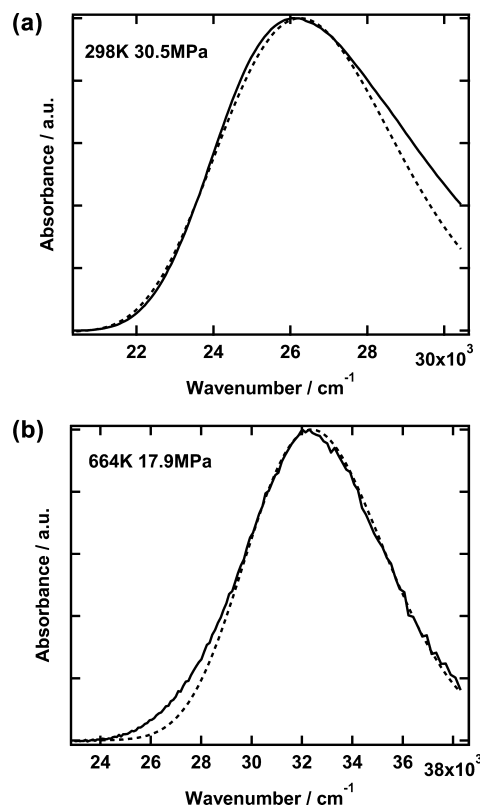 (a)
298K 30.5MPa
Absorbance / a.u.
22 24 26 28 30x10³
Wavenumber / cm⁻¹
(b)
664K 17.9MPa
Absorbance / a.u.
24 26 28 30 32 34 36 38x10³
Wavenumber / cm⁻¹